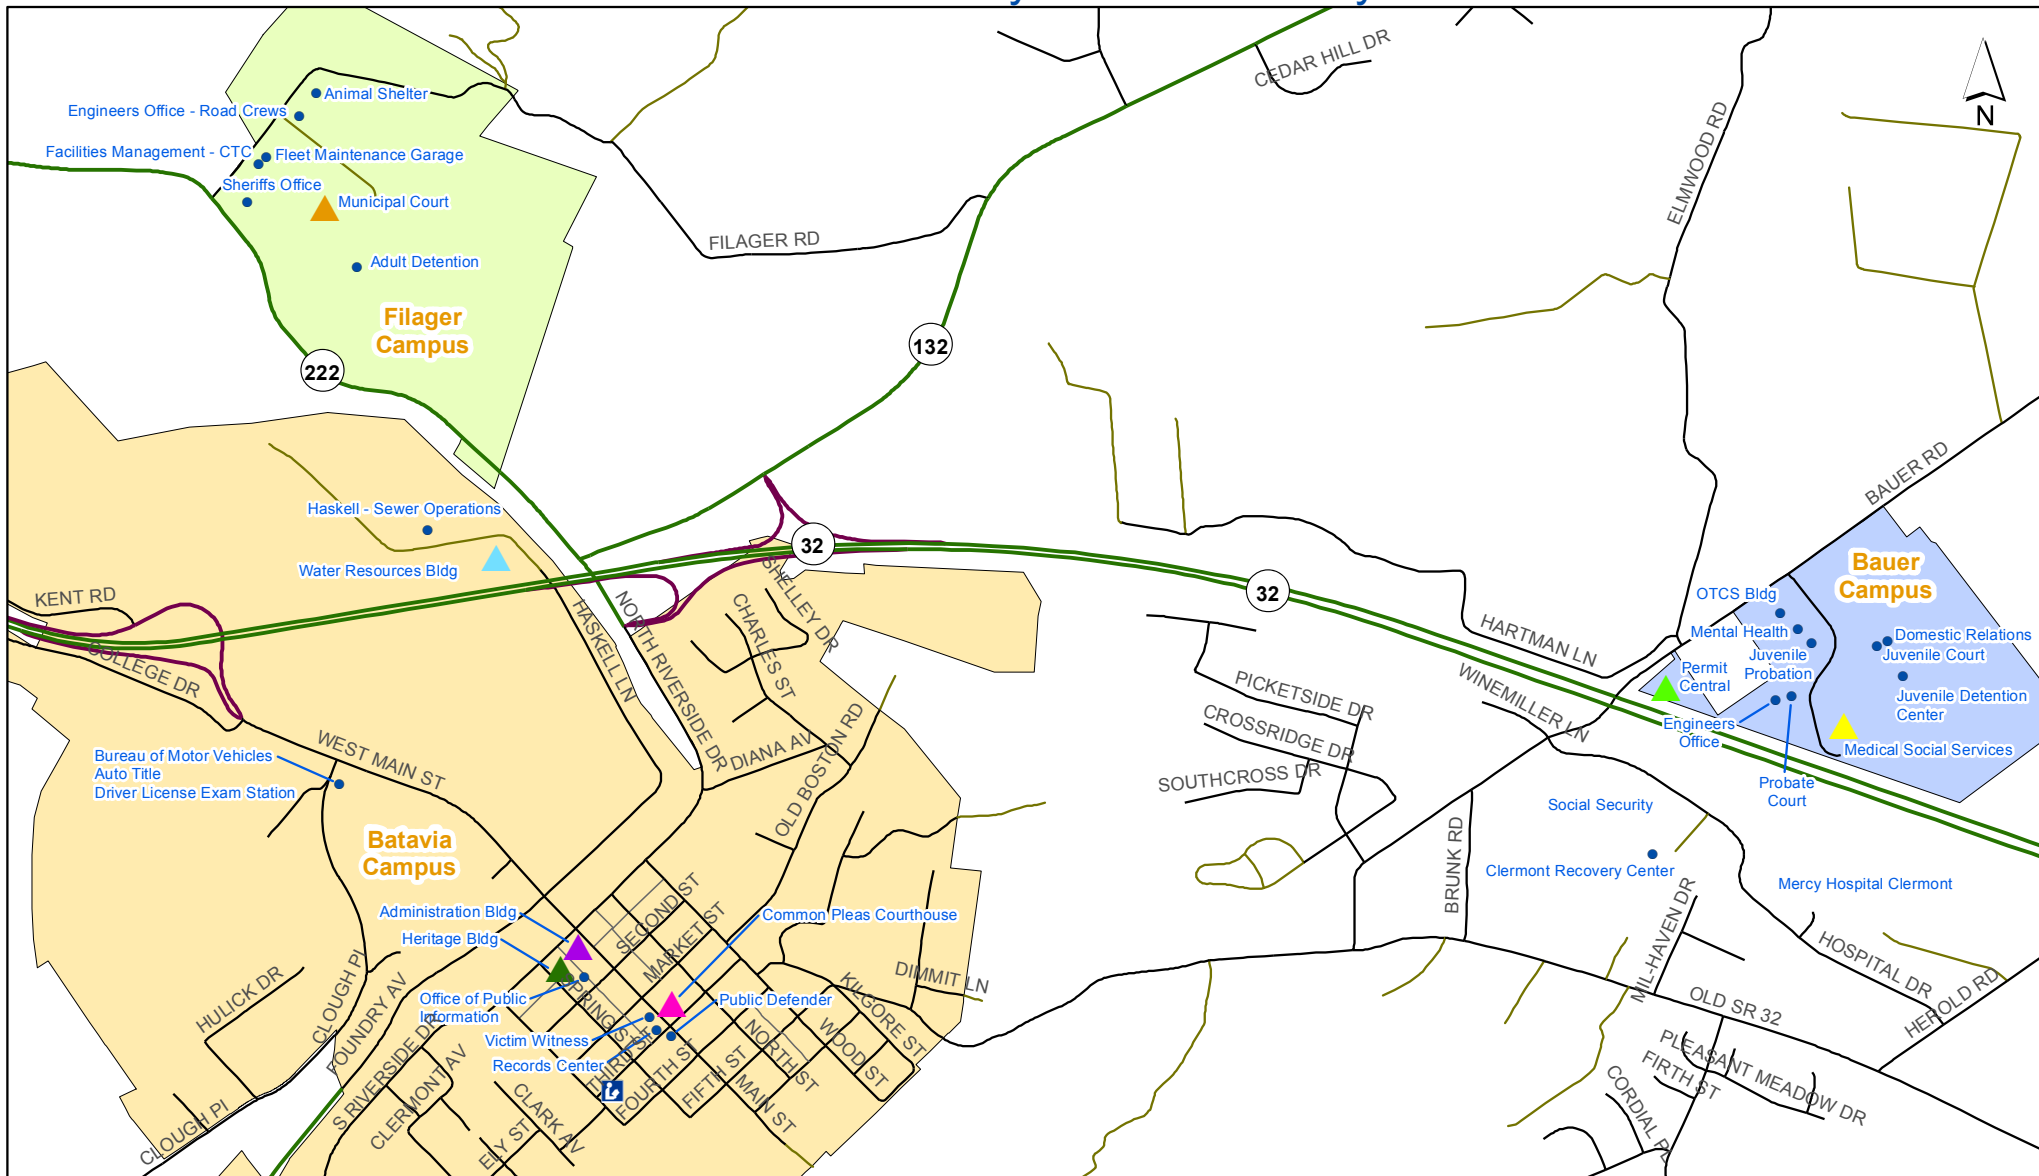 CEDAR HILL DR
N
Animal Shelter
Engineers Office - Road Crews
Facilities Management - CTC
Fleet Maintenance Garage
Sheriffs Office
Municipal Court
ELMWOOD RD
FILAGER RD
Adult Detention
Filager
Campus
132
222
BAUER RD
Haskell - Sewer Operations
32
Water Resources Bldg
Bauer
Campus
32
KENT RD
SHELLEY DR
CHARLES ST
HASKELL LN
NORTH RIVERSIDE DR
OTCS Bldg
Mental Health
Domestic Relations
Juvenile Court
Juvenile
Probation
HARTMAN LN
COLLEGE DR
Permit
Central
PICKETSIDE DR
WINEMILLER LN
Juvenile Detention
Center
CROSSRIDGE DR
Engineers
Office
WEST MAIN ST
DIANA AV
OLD BOSTON RD
Medical Social Services
Bureau of Motor Vehicles
Auto Title
Driver License Exam Station
SOUTHCROSS DR
Probate
Court
Social Security
Batavia
Campus
BRUNK RD
Clermont Recovery Center
Mercy Hospital Clermont
Administration Bldg
SECOND ST
Common Pleas Courthouse
Heritage Bldg
MARKET ST
MIL-HAVEN DR
HOSPITAL DR
DIMMIT LN
HULICK DR
CLOUGH PI
FOUNDRY AV
Office of Public
Information
SPRING ST
Public Defender
KILGORE ST
OLD SR 32
HEROLD RD
Victim Witness
Records Center
THIRD ST
FOURTH ST
FIFTH ST
NORTH ST
WOOD ST
MAIN ST
S RIVERSIDE DR
CLERMONT AV
CLARK AV
ELY ST
CLOUGH PI
PLEASANT MEADOW DR
FIRTH ST
CORDIAL PL